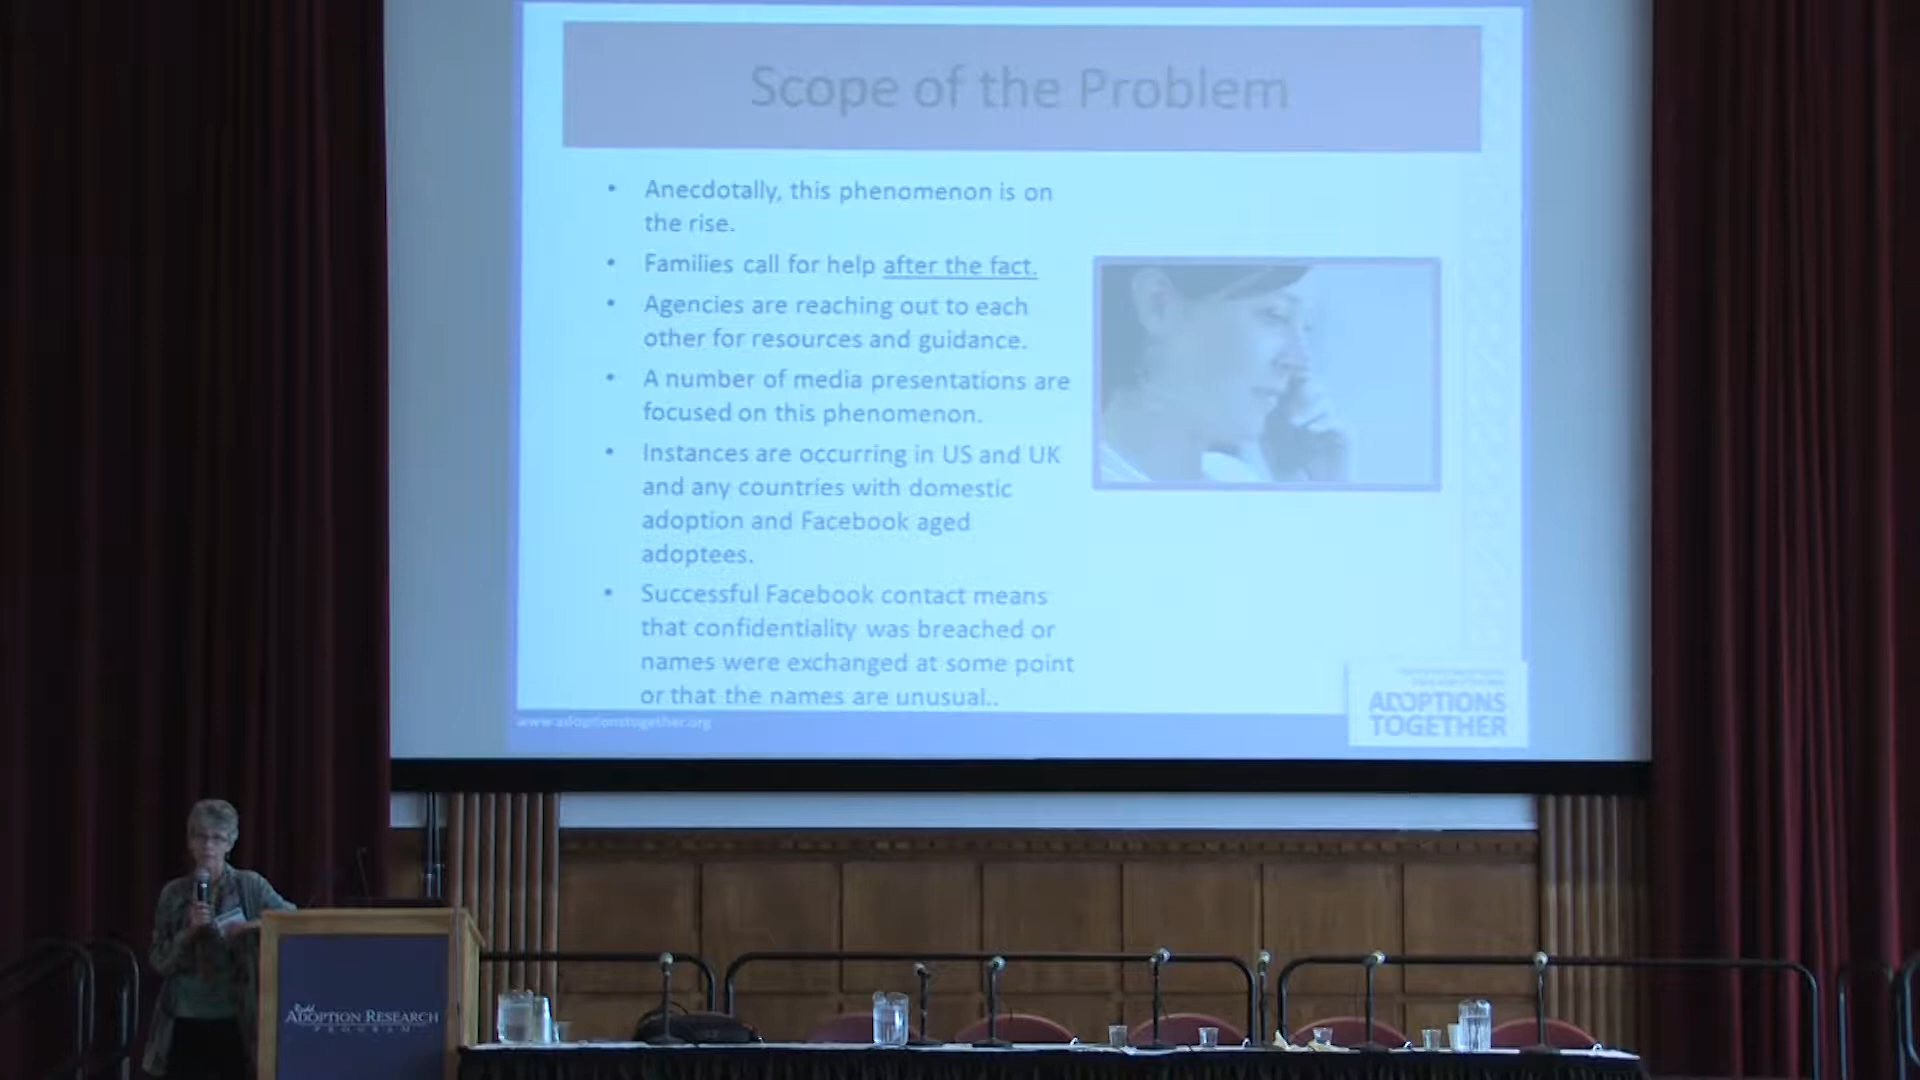 Scope of the Problem
• Anecdotally, this phenomenon is on
the rise.
• Families call for help after the fact.
• Agencies are reaching out to each
other for resources and guidance.
• A number of media presentations are
focused on this phenomenon.
• Instances are occurring in US and UK
and any countries with domestic
adoption and Facebook aged
adoptees.
• Successful Facebook contact means
that confidentiality was breached or
names were exchanged at some point
or that the names are unusual..
www.adoptionstogether.org
ADOPTIONS
TOGETHER
Rudd
ADOPTION RESEARCH
PROGRAM